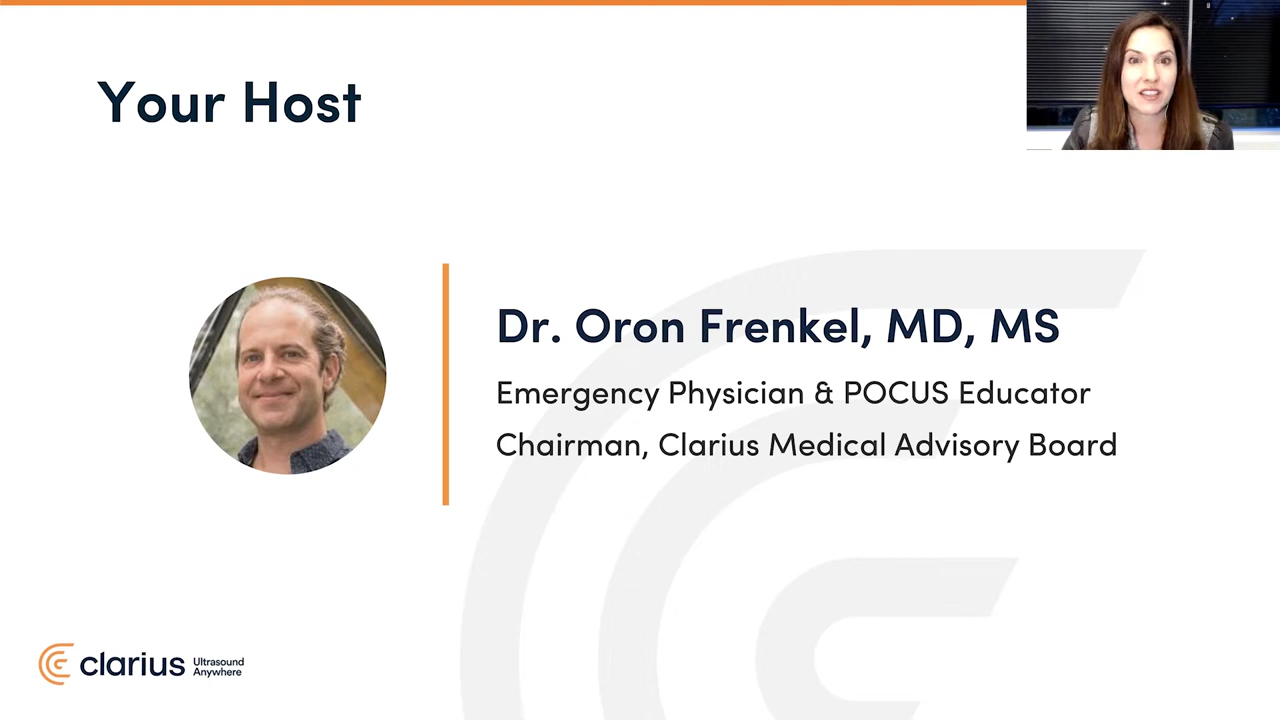 Your Host
Dr. Oron Frenkel, MD, MS
Emergency Physician & POCUS Educator
Chairman, Clarius Medical Advisory Board
clarius
Ultrasound
Anywhere